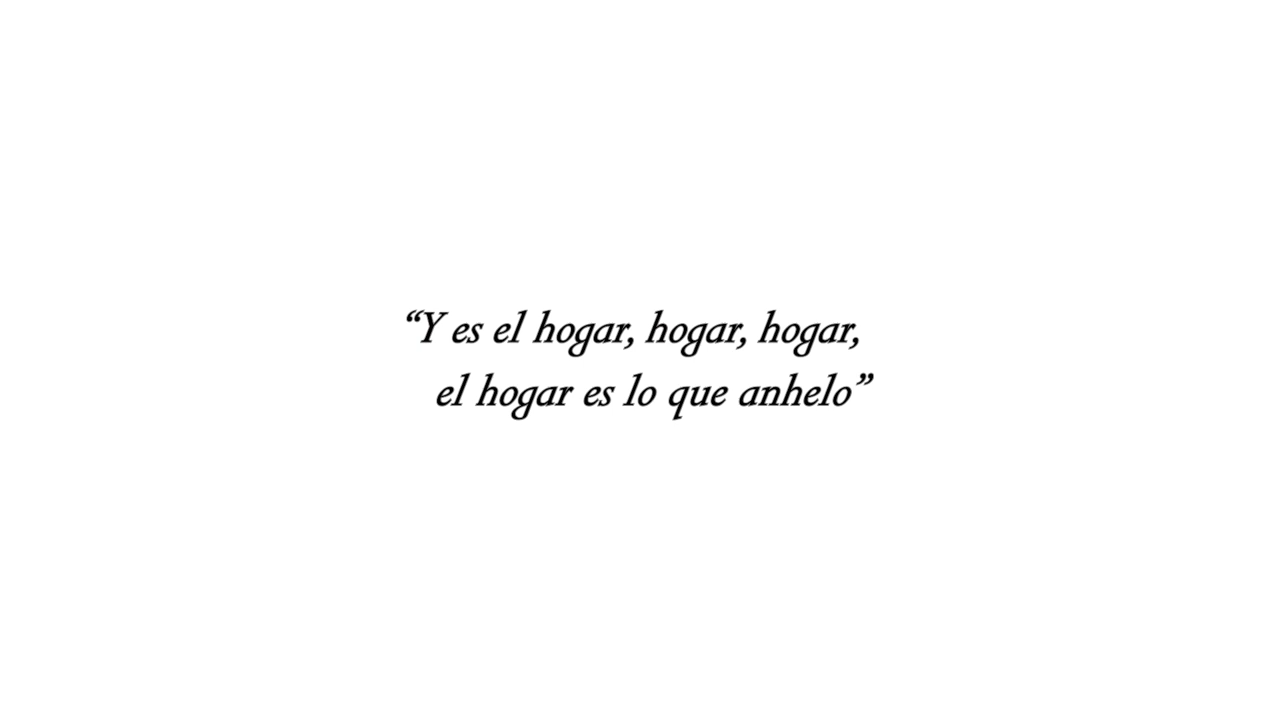 “Y es el hogar, hogar, hogar,
el hogar es lo que anhelo”